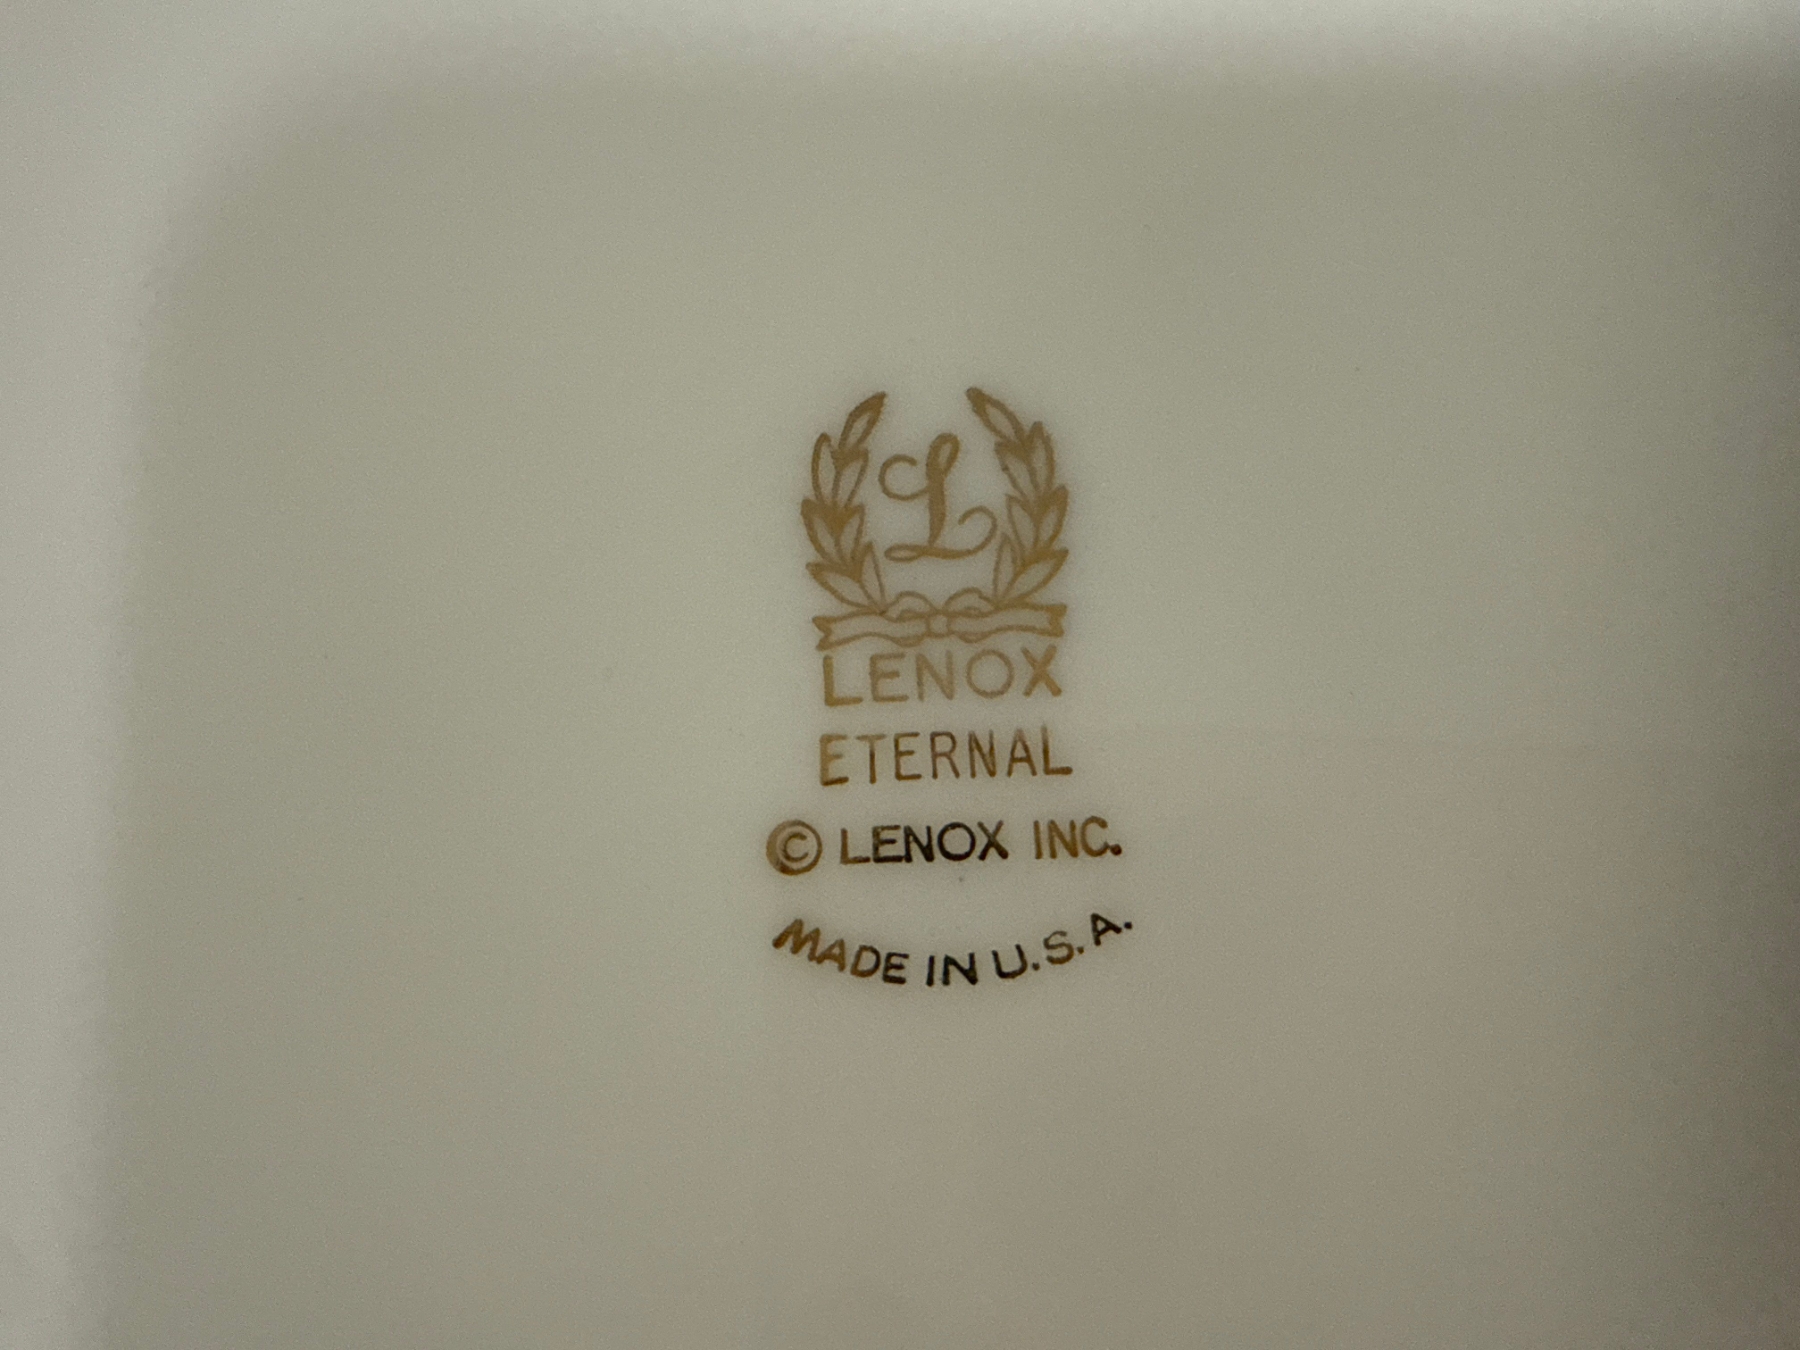 L
LENOX
ETERNAL
© LENOX INC.
MADE IN U.S.A.